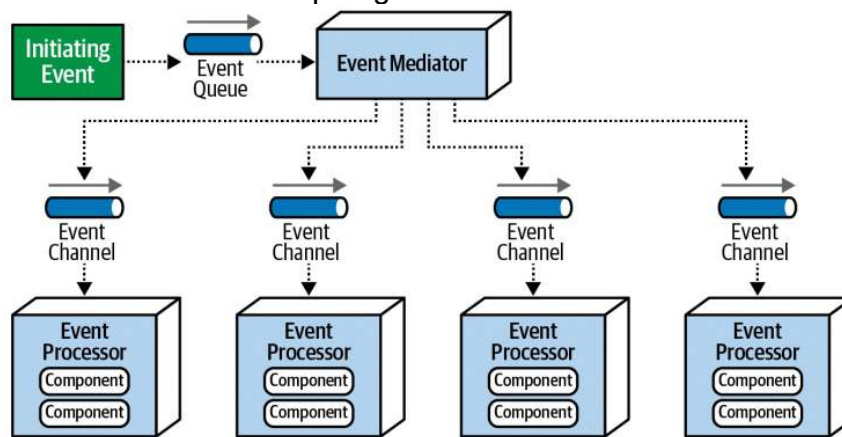 Initiating
Event
Event
Queue
Event Mediator
Event
Channel
Event
Channel
Event
Channel
Event
Channel
Event
Processor
Component
Component
Event
Processor
Component
Component
Event
Processor
Component
Component
Event
Processor
Component
Component